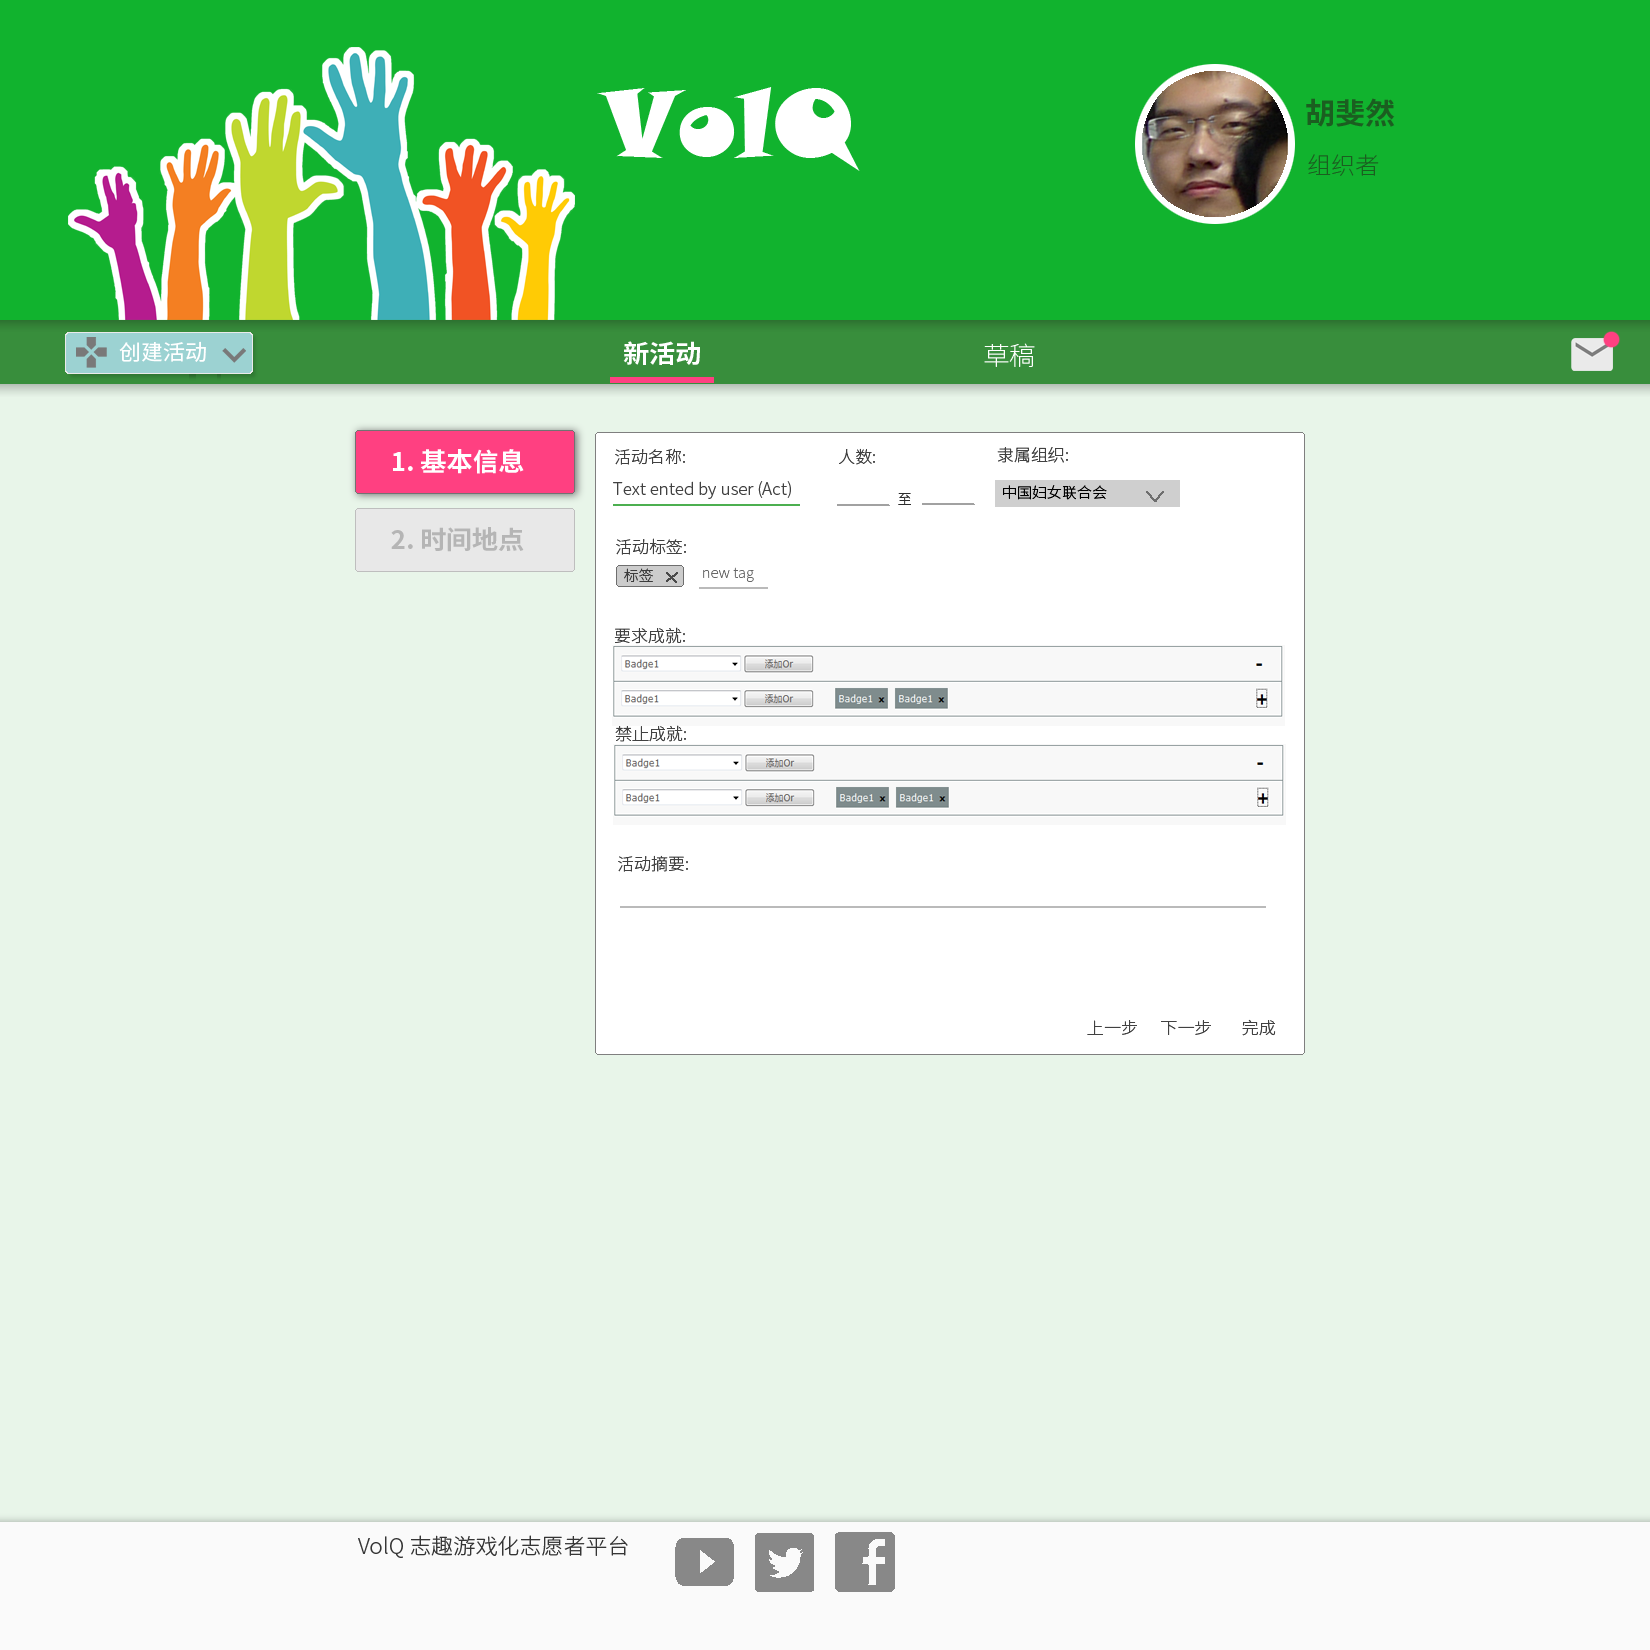 VolQ
胡斐然
组织者
创建活动
新活动
草稿
1. 基本信息
2. 时间地点
活动名称:
人数:
隶属组织:
Text ented by user (Act)
至
中国妇女联合会
活动标签:
标签
new tag
要求成就:
Badge1 添加Or -
Badge1 添加Or Badge1 x Badge1 x +
禁止成就:
Badge1 添加Or -
Badge1 添加Or Badge1 x Badge1 x +
活动摘要:
上一步 下一步 完成
VolQ 志趣游戏化志愿者平台